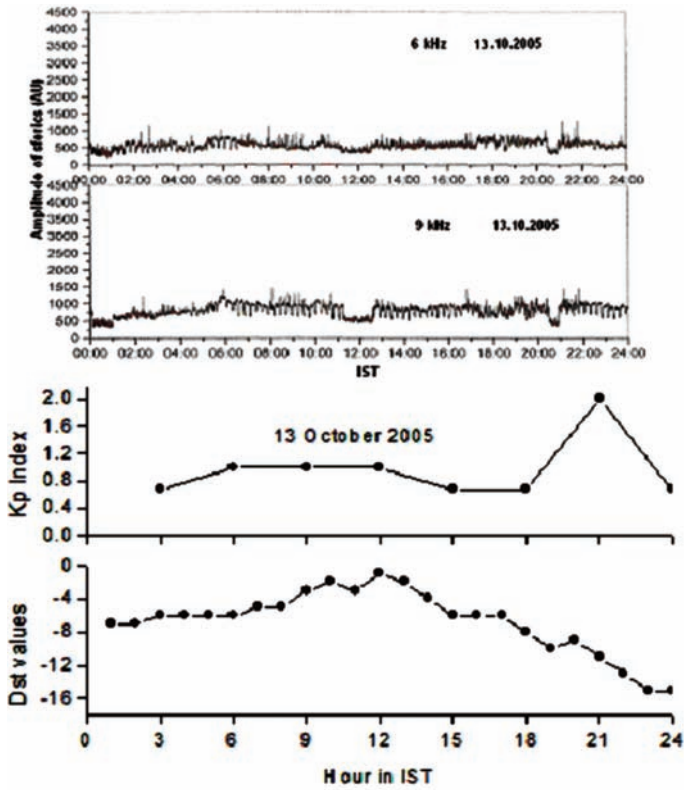 Amplitude of sferics (AU)
4500
4000
3500
3000
2500
2000
1500
1000
500
0
6 kHz 13.10.2005
00:00 02:00 04:00 06:00 08:00 10:00 12:00 14:00 16:00 18:00 20:00 22:00 24:00
4500
4000
3500
3000
2500
2000
1500
1000
500
0
9 kHz 13.10.2005
00:00 02:00 04:00 06:00 08:00 10:00 12:00 14:00 16:00 18:00 20:00 22:00 24:00
IST
Kp Index
2.0
1.6
1.2
0.8
0.4
0.0
13 October 2005
Dst values
0
-4
-8
-12
-16
0 3 6 9 12 15 18 21 24
Hour in IST